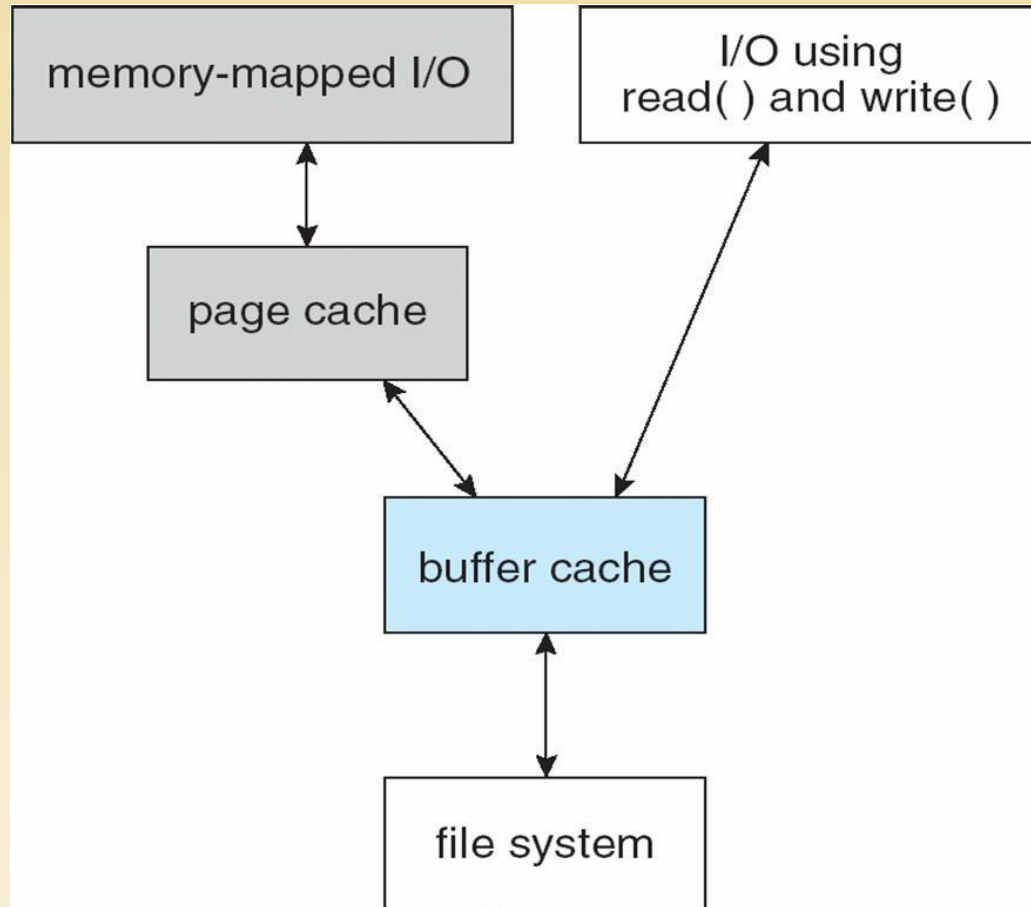 memory-mapped I/O
I/O using
read( ) and write( )
page cache
buffer cache
file system